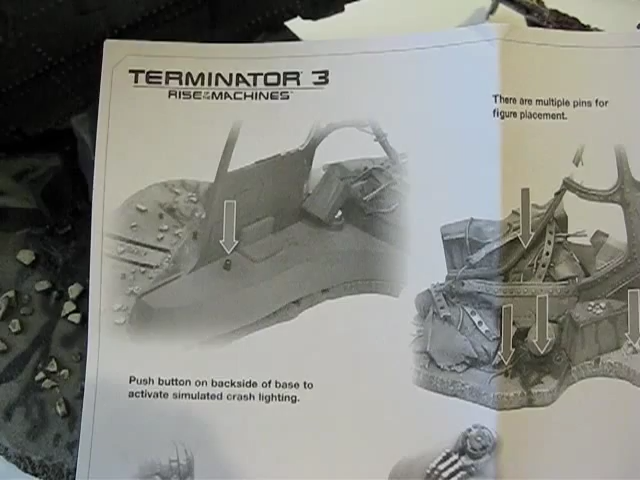 TERMINATOR 3
RISE OF THE MACHINES
There are multiple pins for
figure placement.
Push button on backside of base to
activate simulated crash lighting.